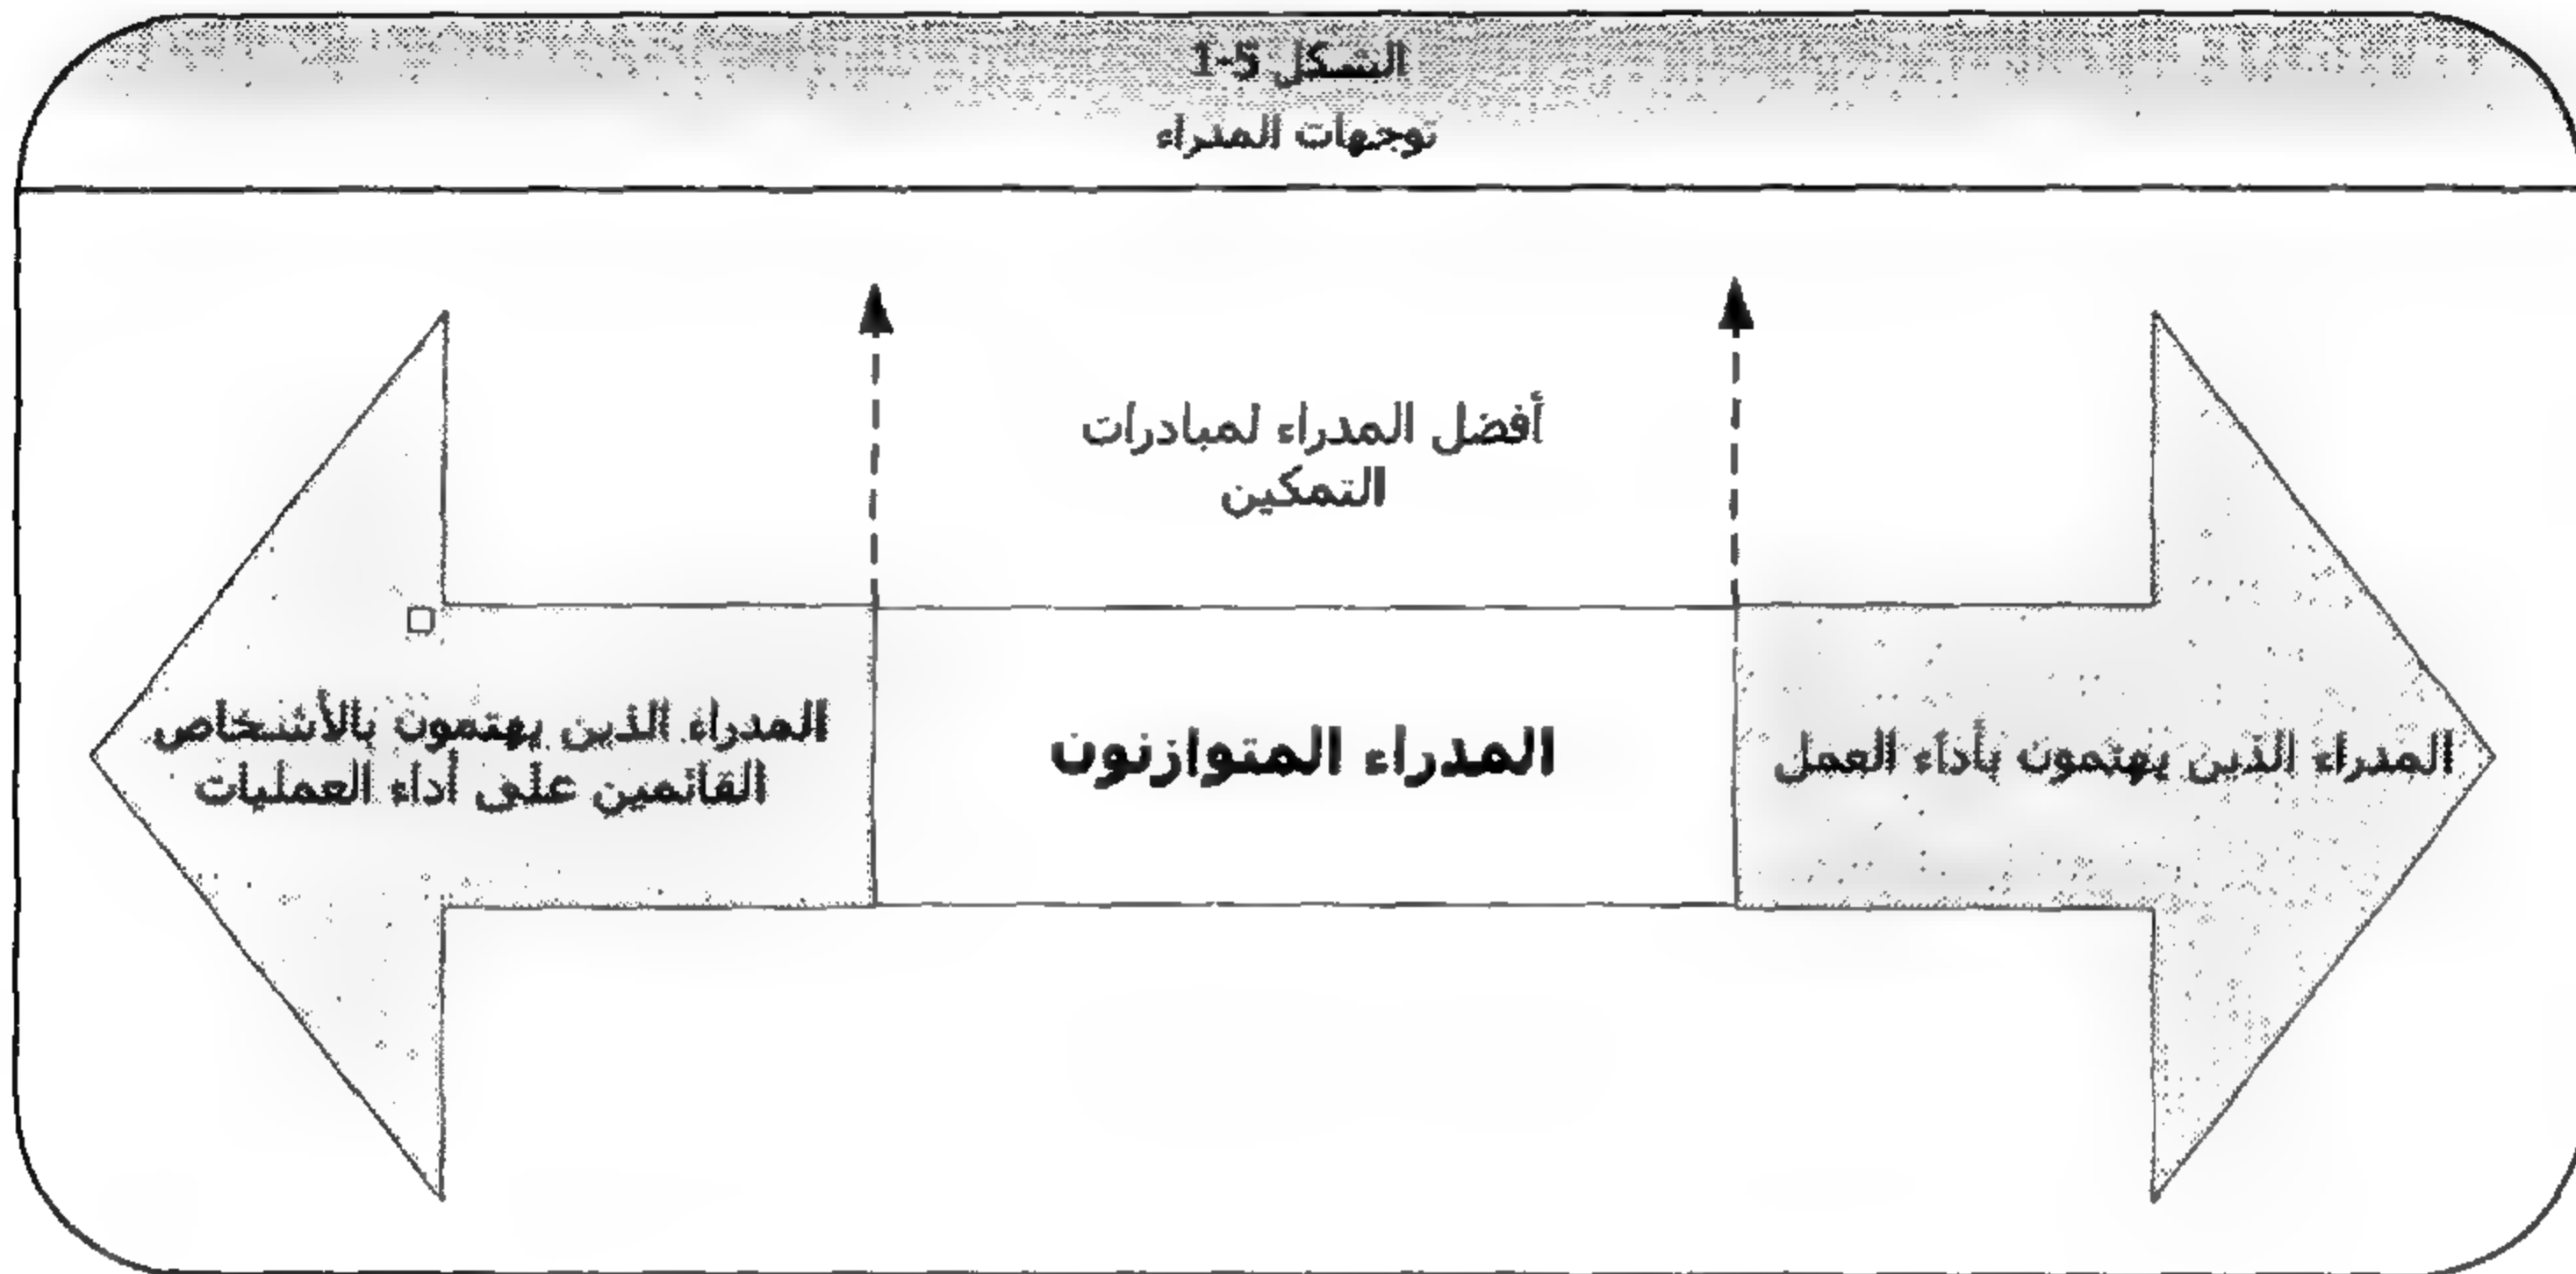 الشكل 5-1
توجهات المدراء
أفضل المدراء لمبادرات
التمكين
المدراء الذين يهتمون بأداء العمل
المدراء المتوازنون
المدراء الذين يهتمون بالأشخاص
القائمين على أداء العمليات